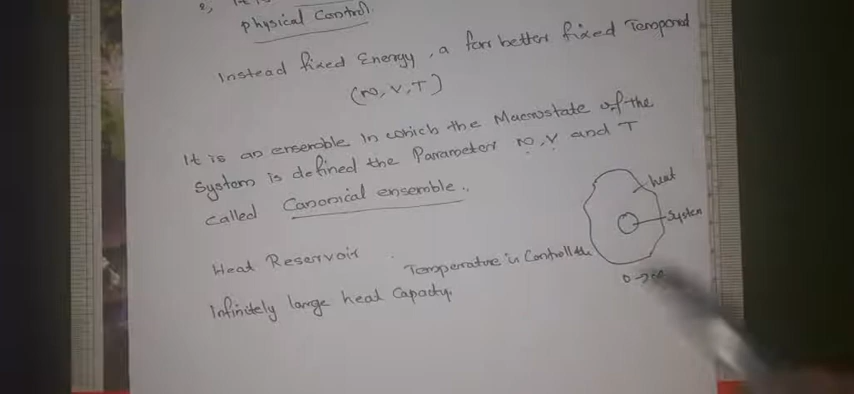 physical Control.
Instead fixed Energy, a far better fixed Temporal
(N, V, T)
It is an ensemble in which the Macrostate of the
System is defined the Parameter N, V and T
called Canonical ensemble.
heat
System
Heat Reservoir
Temperature is Controll the
Infinitely large heat Capacity.